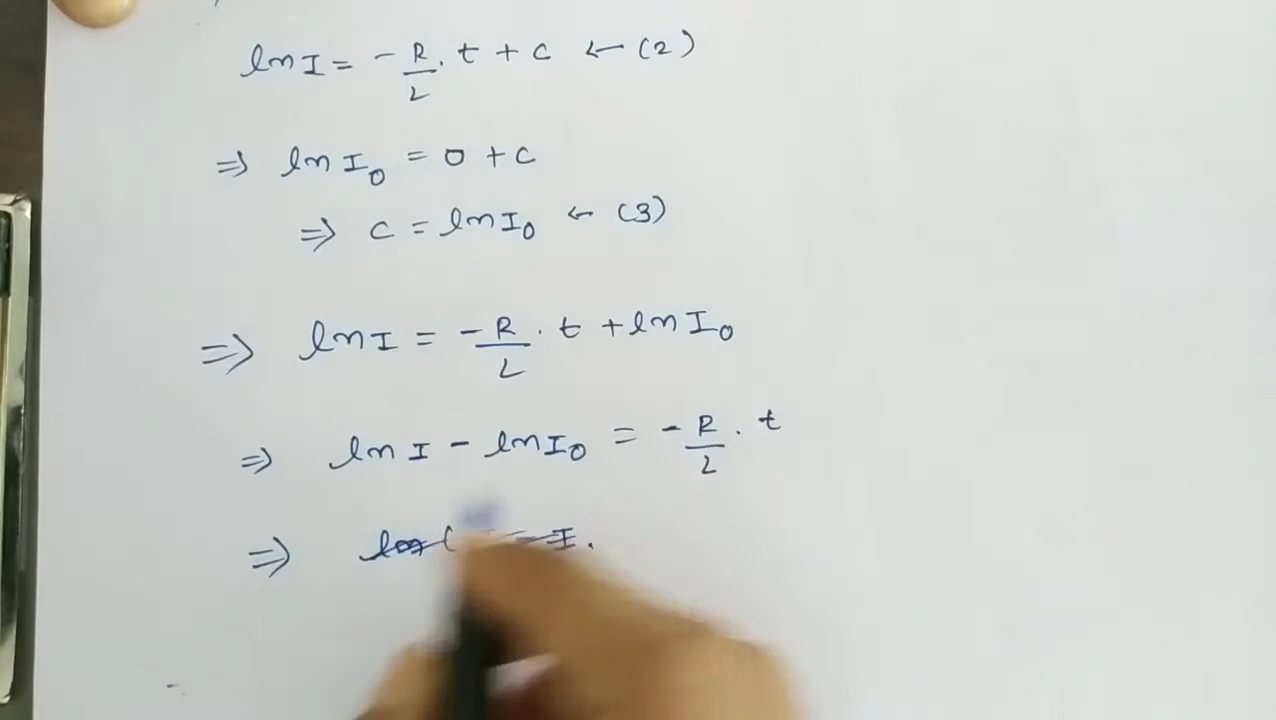 ln I = - R/L . t + C ← (2)
⇒ ln I₀ = 0 + C
⇒ C = ln I₀ ← (3)
⇒ ln I = - R/L . t + ln I₀
⇒ ln I - ln I₀ = - R/L . t
⇒